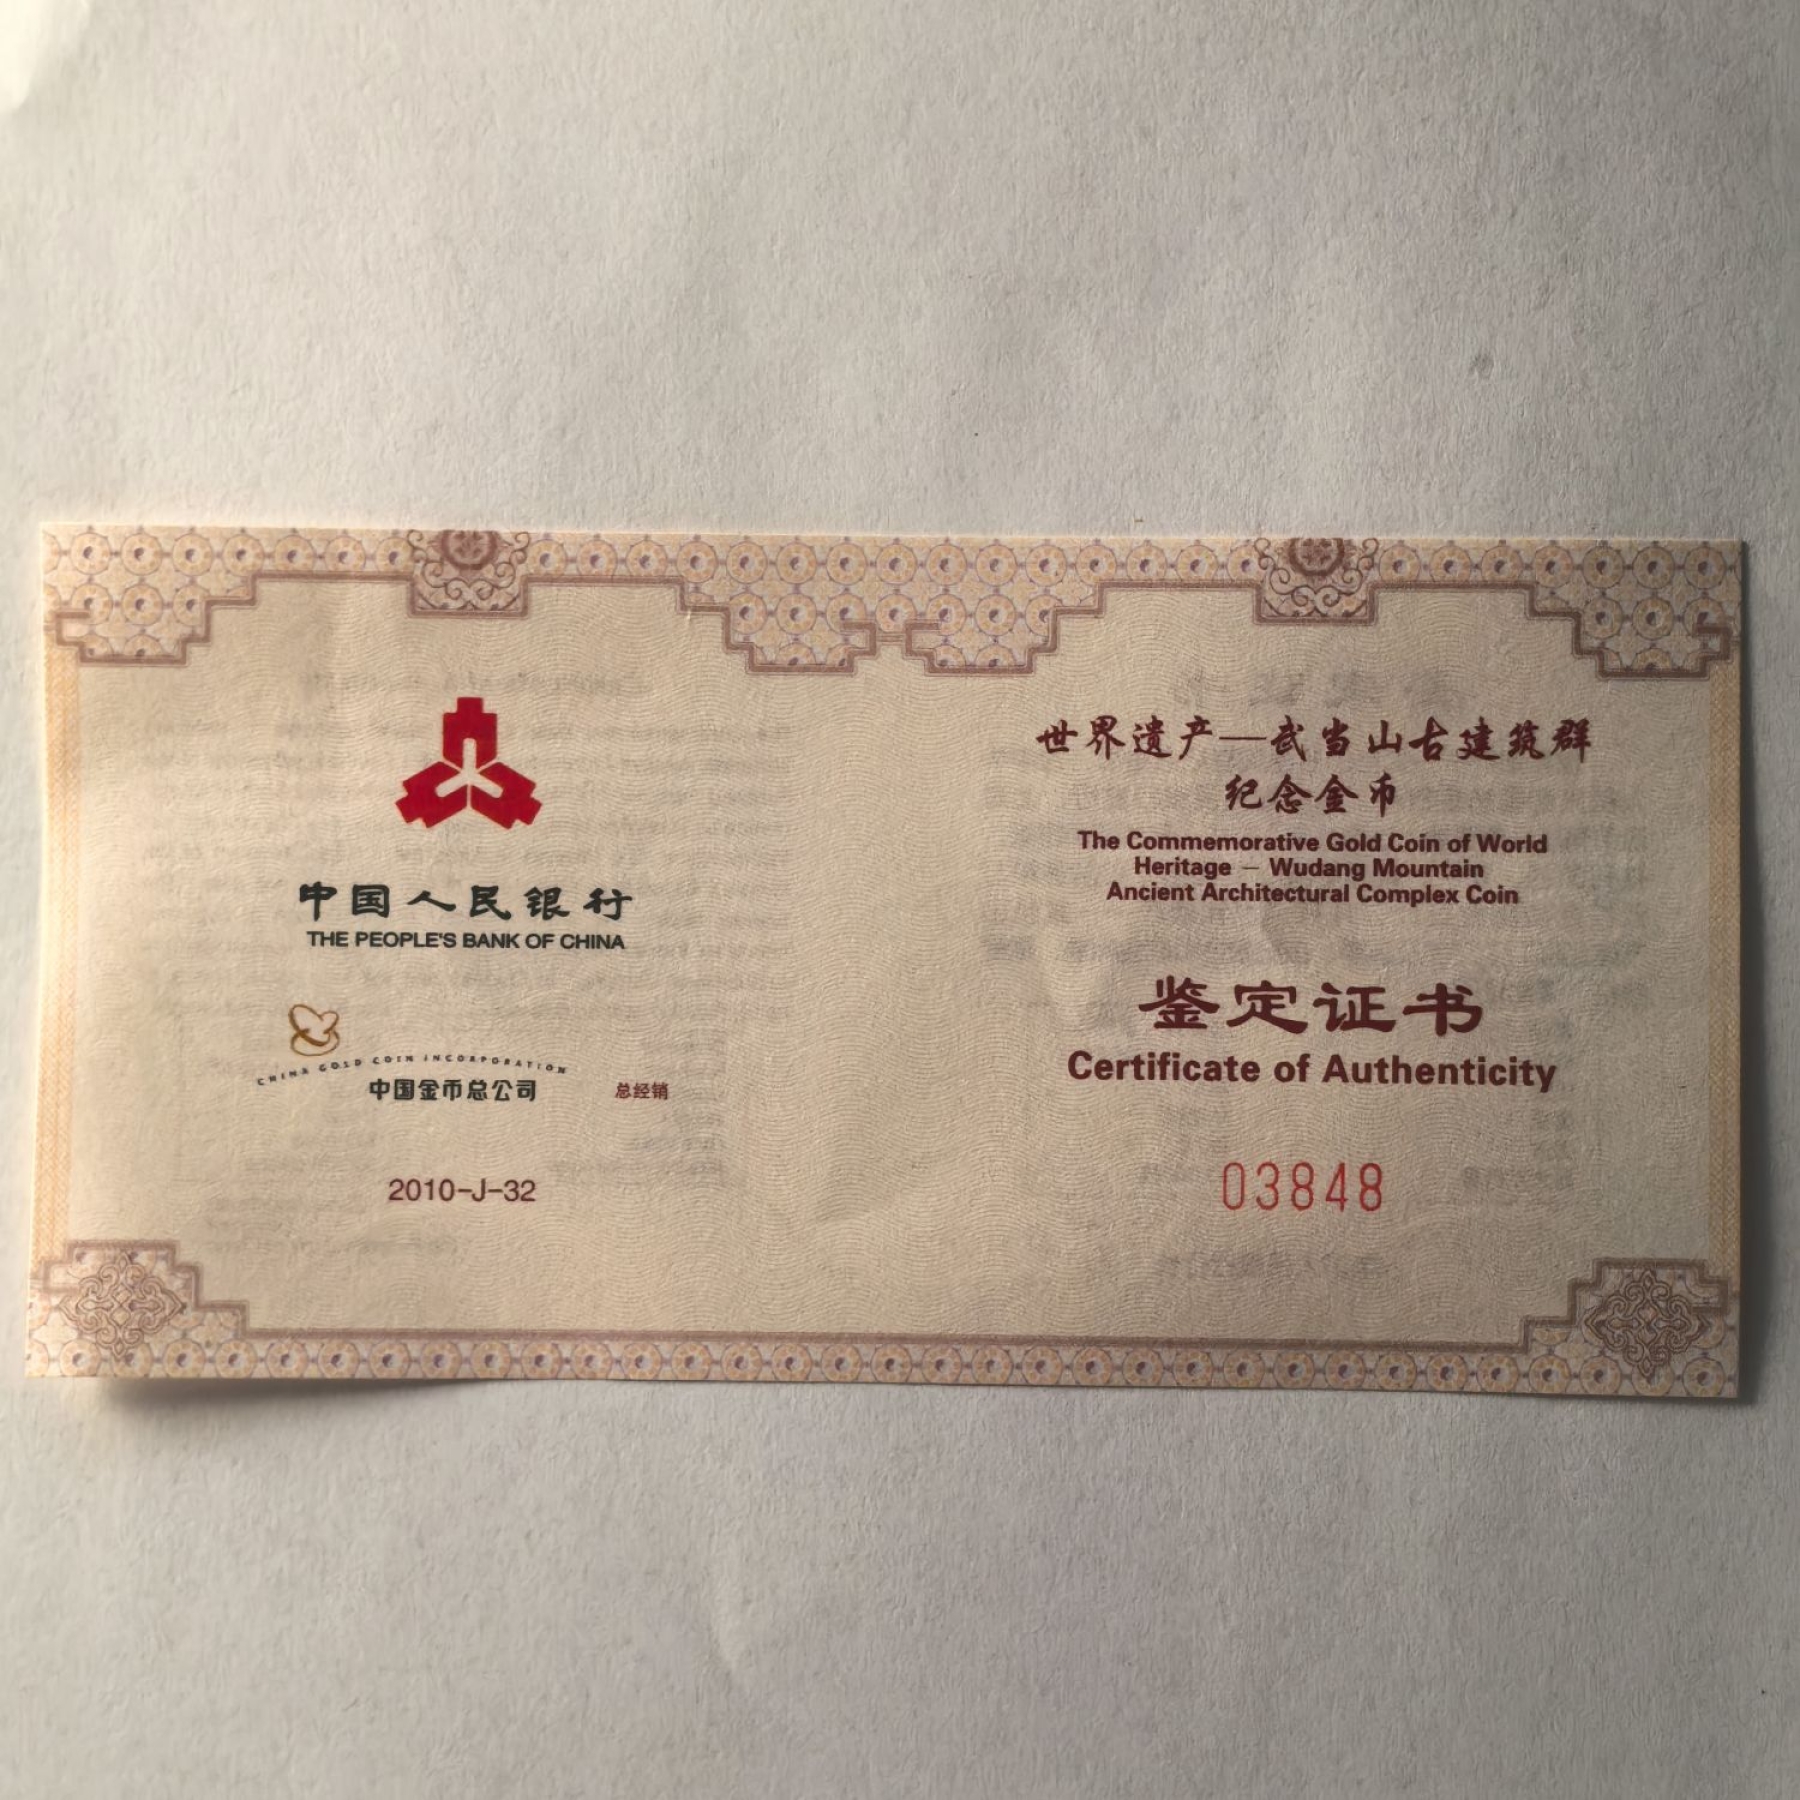 中国人民银行
THE PEOPLE'S BANK OF CHINA
CHINA GOLD COIN INCORPORATION
中国金币总公司 总经销
2010-J-32
世界遗产—武当山古建筑群
纪念金币
The Commemorative Gold Coin of World
Heritage — Wudang Mountain
Ancient Architectural Complex Coin
鉴定证书
Certificate of Authenticity
03848